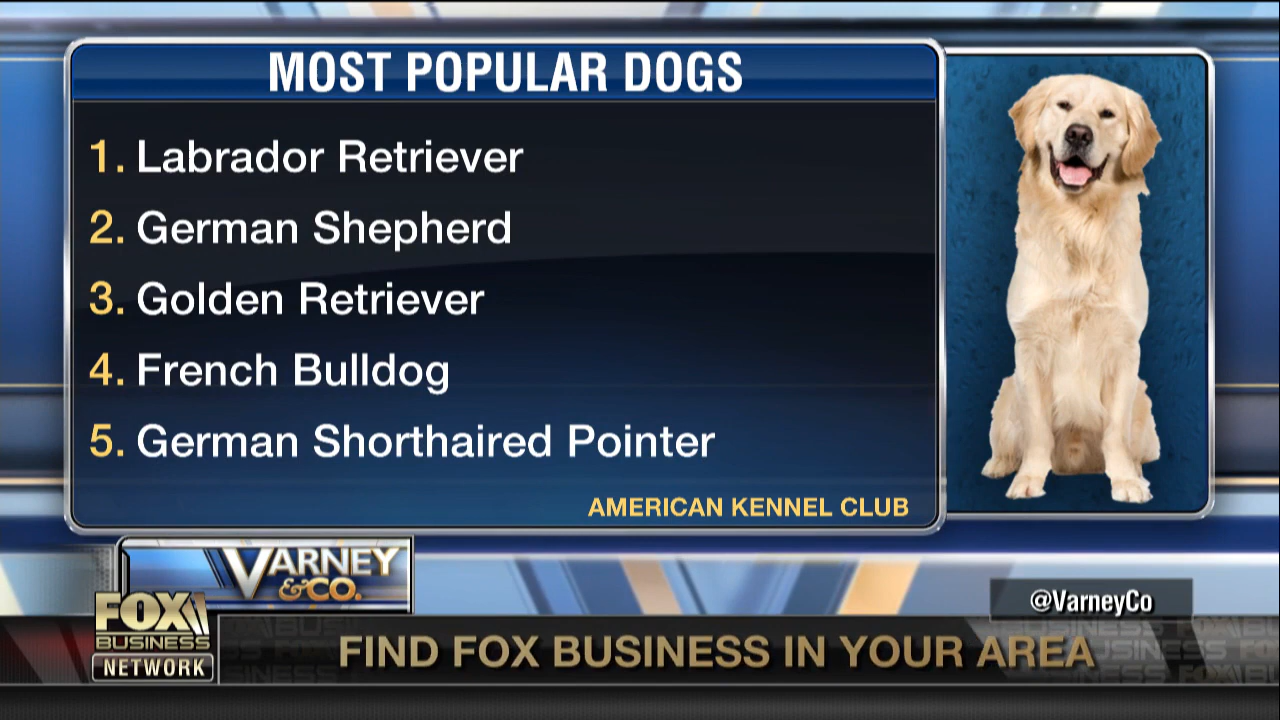 MOST POPULAR DOGS
1. Labrador Retriever
2. German Shepherd
3. Golden Retriever
4. French Bulldog
5. German Shorthaired Pointer
AMERICAN KENNEL CLUB
VARNEY
&CO.
@VarneyCo
FOX
BUSINESS
NETWORK
FIND FOX BUSINESS IN YOUR AREA